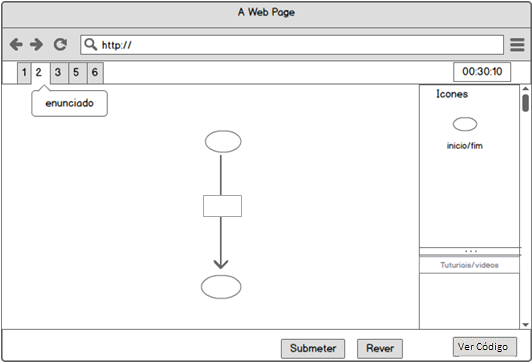 A Web Page
http://
1 2 3 5 6
00:30:10
enunciado
Icones
inicio/fim
Tuturiais/videos
Submeter
Rever
Ver Código